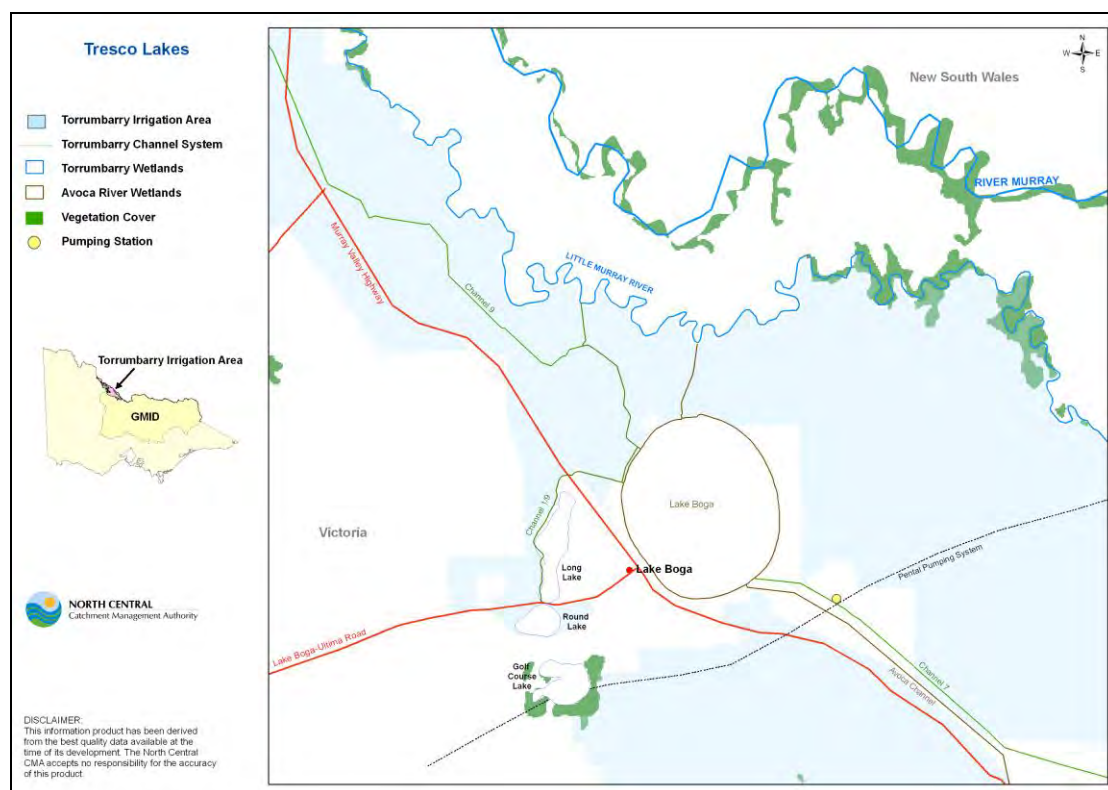 Tresco Lakes
Torrumbarry Irrigation Area
Torrumbarry Channel System
Torrumbarry Wetlands
Avoca River Wetlands
Vegetation Cover
Pumping Station
Torrumbarry Irrigation Area
GMID
NORTH CENTRAL
Catchment Management Authority
DISCLAIMER:
This information product has been derived
from the best quality data available at the
time of its development. The North Central
CMA accepts no responsibility for the accuracy
of this product
N
W E
S
New South Wales
RIVER MURRAY
Murray Valley Highway
Channel 9
LITTLE MURRAY RIVER
Victoria
Channel 1/9
Lake Boga
Long
Lake
Lake Boga
Pental Pumping System
Round
Lake
Lake Boga-Ultima Road
Golf
Course
Lake
Channel 7
Avoca Channel